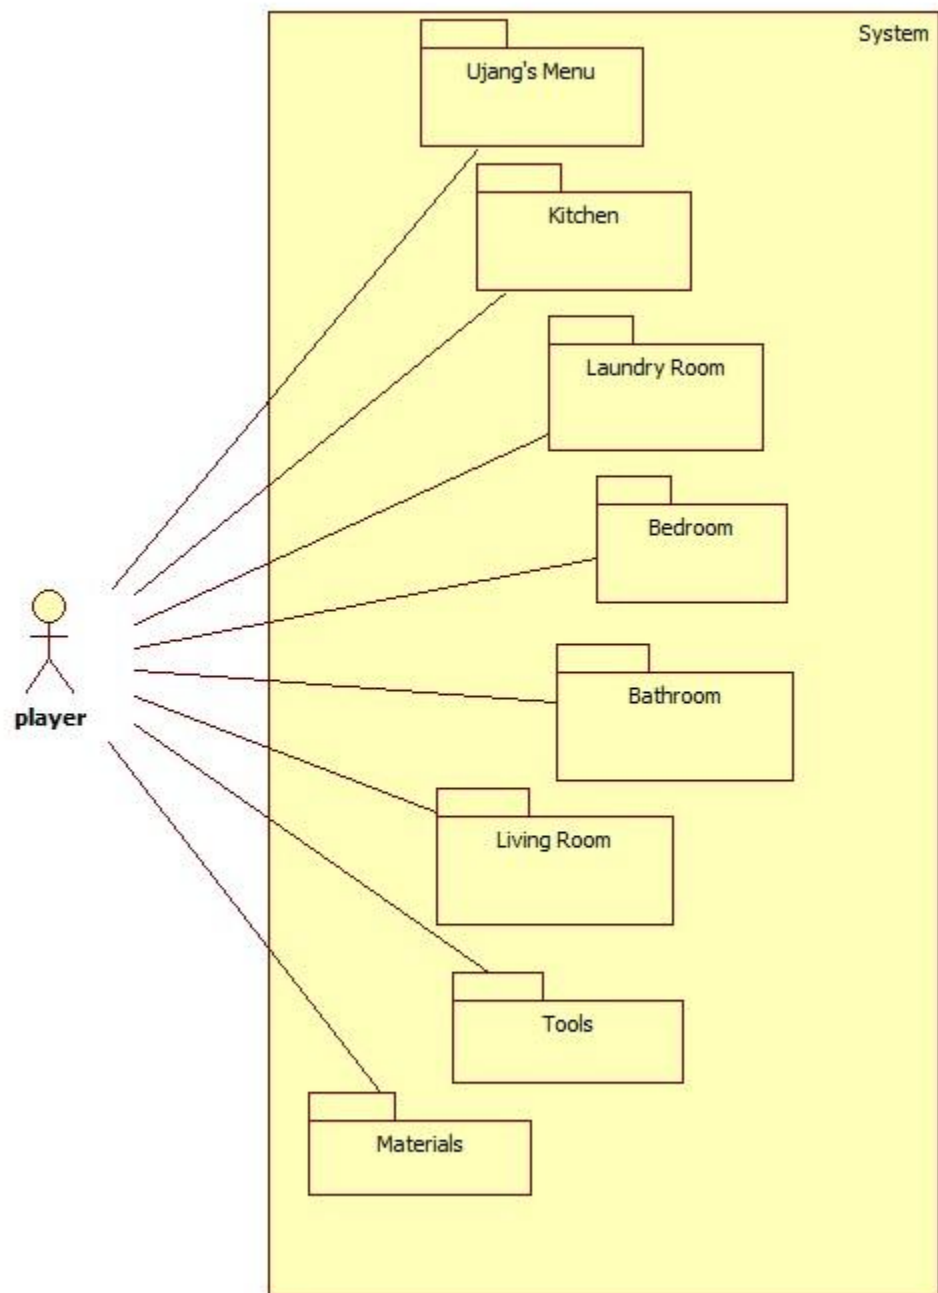 System
Ujang's Menu
Kitchen
Laundry Room
Bedroom
Bathroom
player
Living Room
Tools
Materials